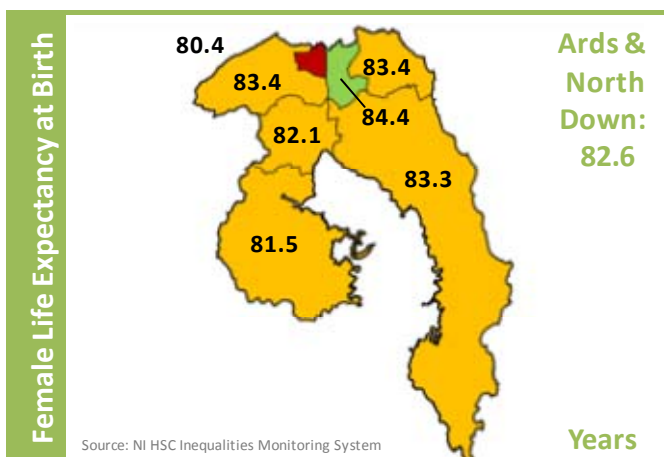 Female Life Expectancy at Birth
80.4
83.4
83.4
84.4
82.1
83.3
81.5
Ards &
North
Down:
82.6
Source: NI HSC Inequalities Monitoring System
Years